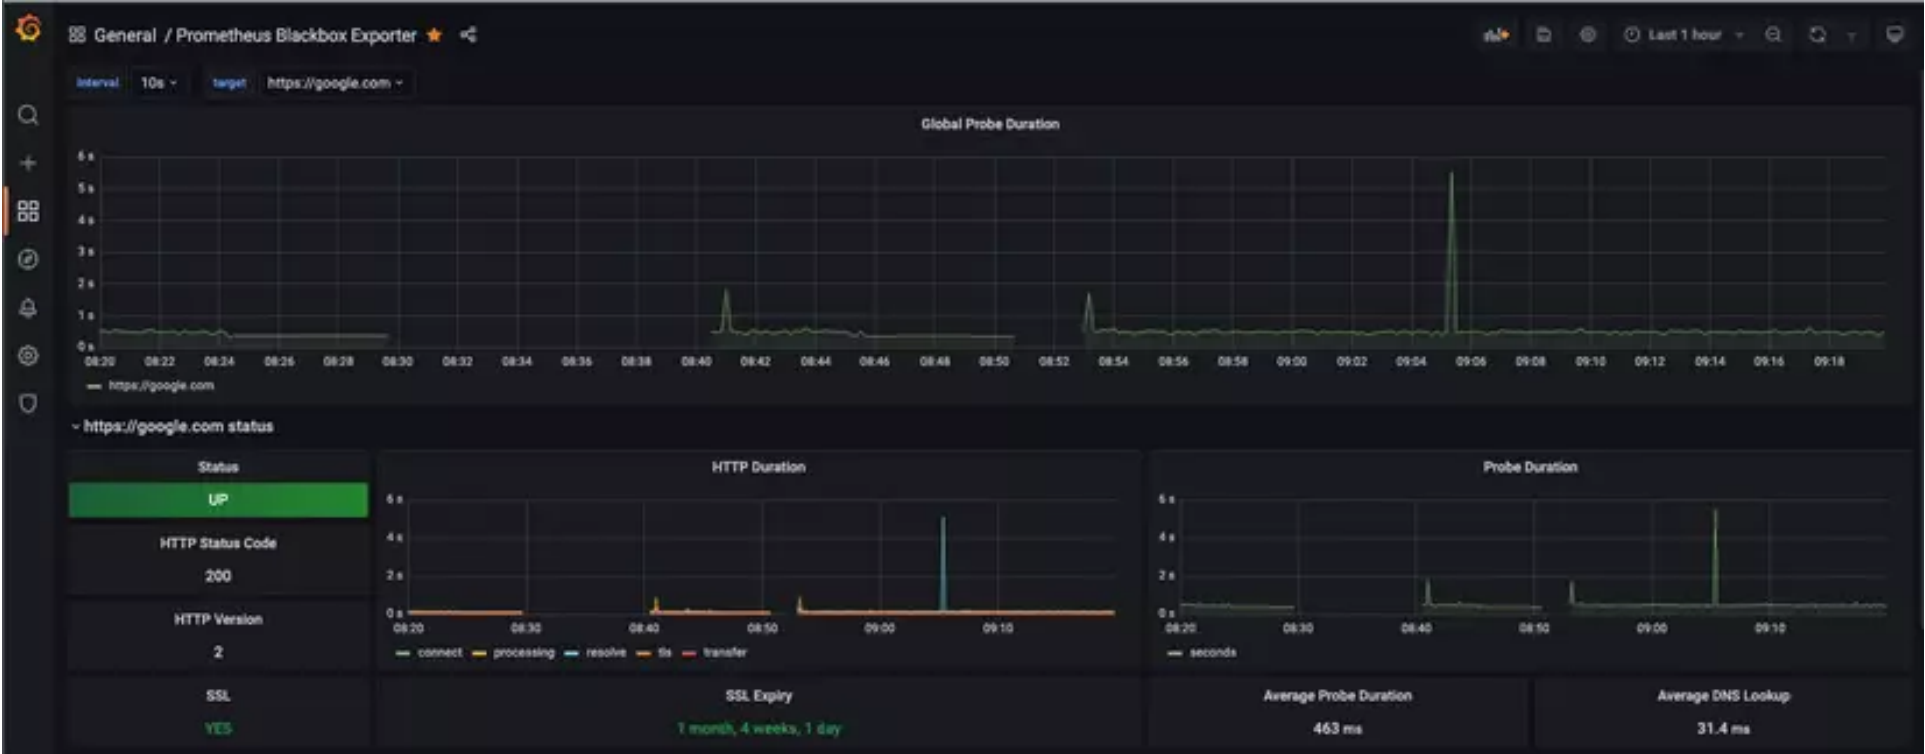 General / Prometheus Blackbox Exporter
Last 1 hour
Interval 10s target https://google.com
Global Probe Duration
6 s
5 s
4 s
3 s
2 s
1 s
0 s
08:20 08:22 08:24 08:26 08:28 08:30 08:32 08:34 08:36 08:38 08:40 08:42 08:44 08:46 08:48 08:50 08:52 08:54 08:56 08:58 09:00 09:02 09:04 09:06 09:08 09:10 09:12 09:14 09:16 09:18
https://google.com
https://google.com status
Status
UP
HTTP Status Code
200
HTTP Version
2
SSL
YES
HTTP Duration
6 s
4 s
2 s
0 s
08:20 08:30 08:40 08:50 09:00 09:10
connect processing resolve tls transfer
SSL Expiry
1 month, 4 weeks, 1 day
Probe Duration
6 s
4 s
2 s
0 s
08:20 08:30 08:40 08:50 09:00 09:10
seconds
Average Probe Duration
463 ms
Average DNS Lookup
31.4 ms